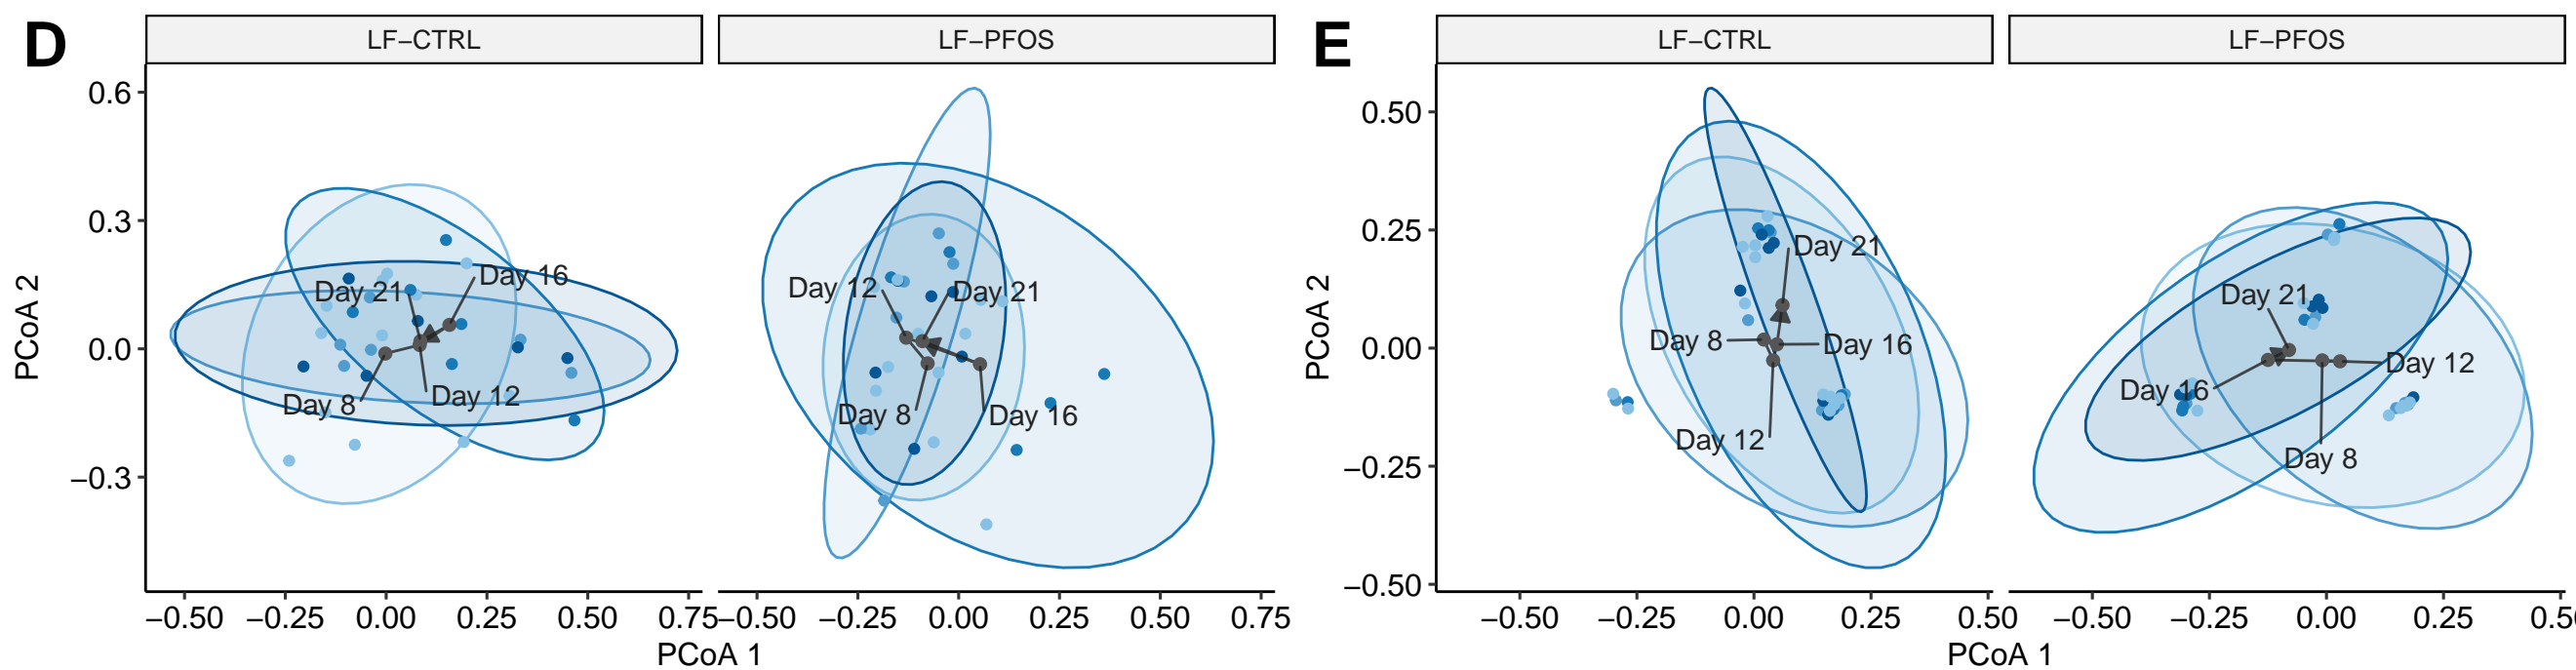 D
LF−CTRL
LF−PFOS
0.6
0.3
0.0
−0.3
PCoA 2
Day 16
Day 21
Day 8
Day 12
Day 12
Day 21
Day 8
Day 16
−0.50 −0.25 0.00 0.25 0.50 0.75
−0.50 −0.25 0.00 0.25 0.50 0.75
PCoA 1
E
LF−CTRL
LF−PFOS
0.50
0.25
0.00
−0.25
−0.50
PCoA 2
Day 21
Day 8
Day 16
Day 12
Day 21
Day 12
Day 16
Day 8
−0.50 −0.25 0.00 0.25 0.50
−0.50 −0.25 0.00 0.25
PCoA 1